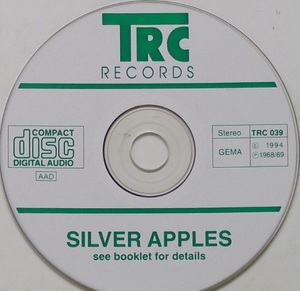 TRC
RECORDS
COMPACT
disc
DIGITAL AUDIO
AAD
Stereo
TRC 039
GEMA
© 1994
℗ 1968/69
SILVER APPLES
see booklet for details